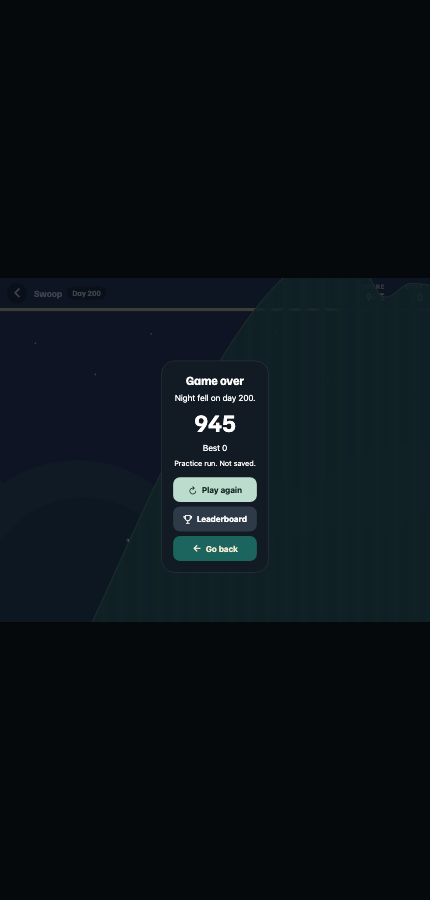 Swoop Day 200
Game over
Night fell on day 200.
945
Best 0
Practice run. Not saved.
Play again
Leaderboard
Go back